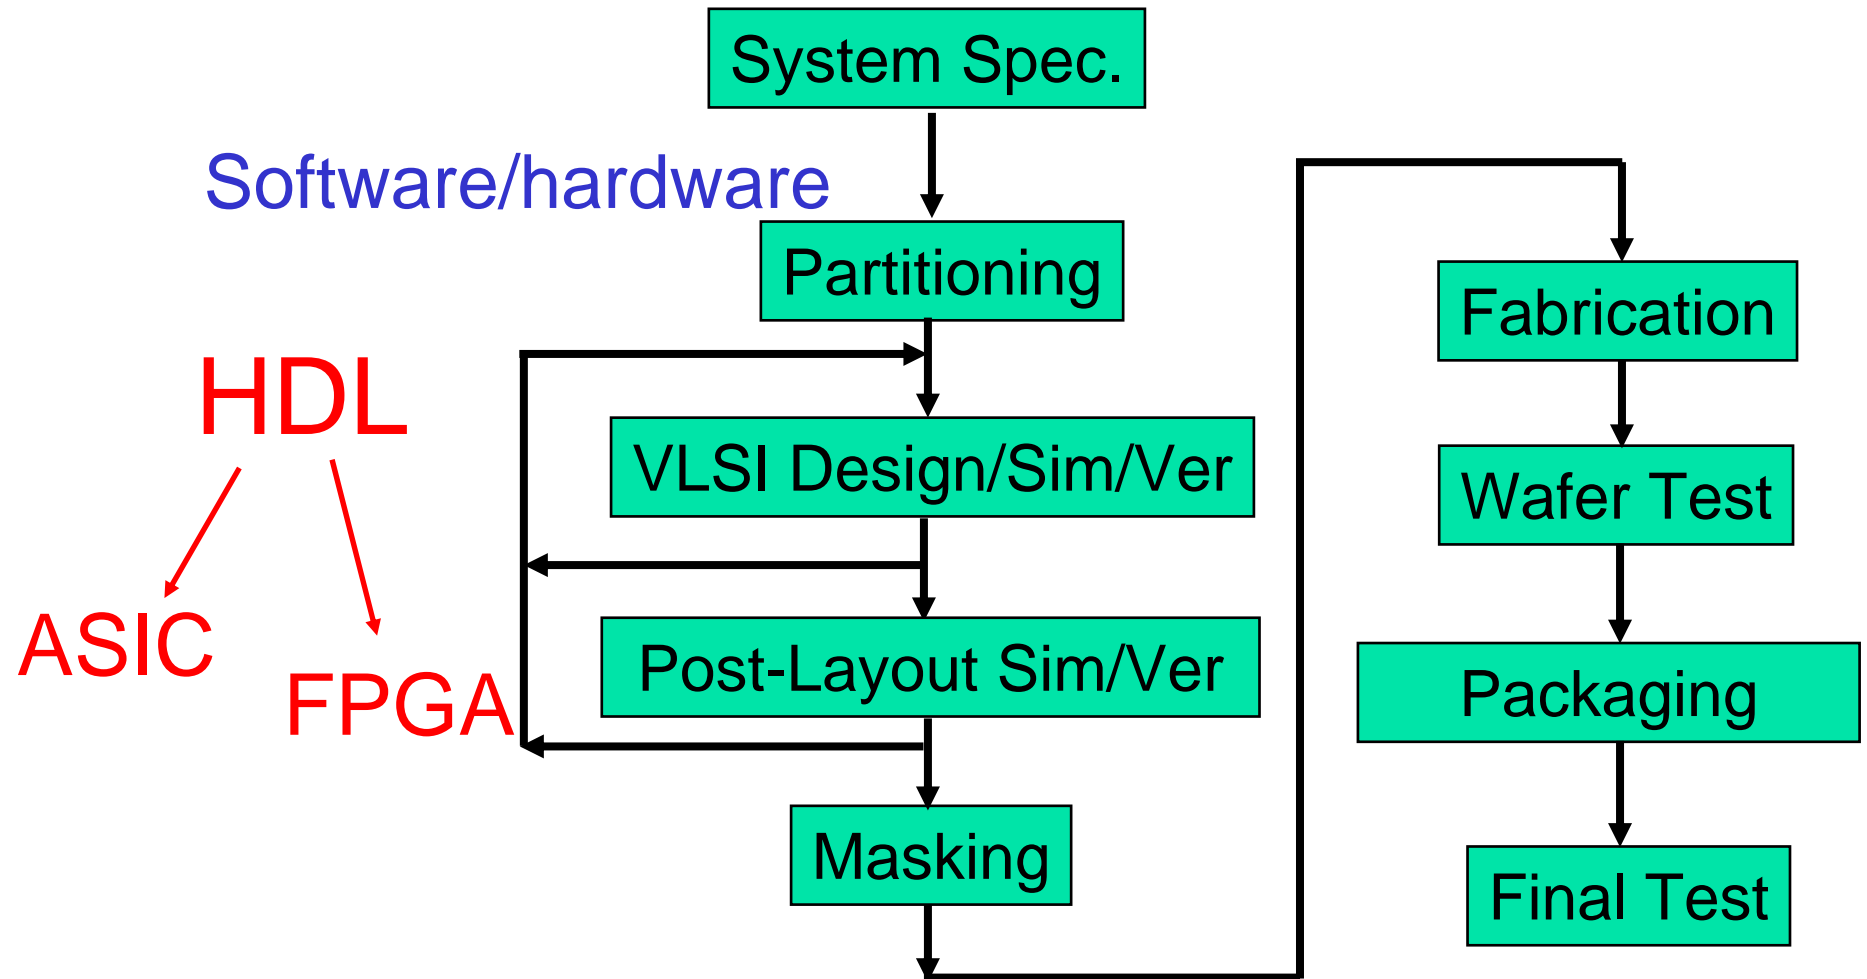 System Spec.
Software/hardware
Partitioning
HDL
VLSI Design/Sim/Ver
ASIC
FPGA
Post-Layout Sim/Ver
Masking
Fabrication
Wafer Test
Packaging
Final Test